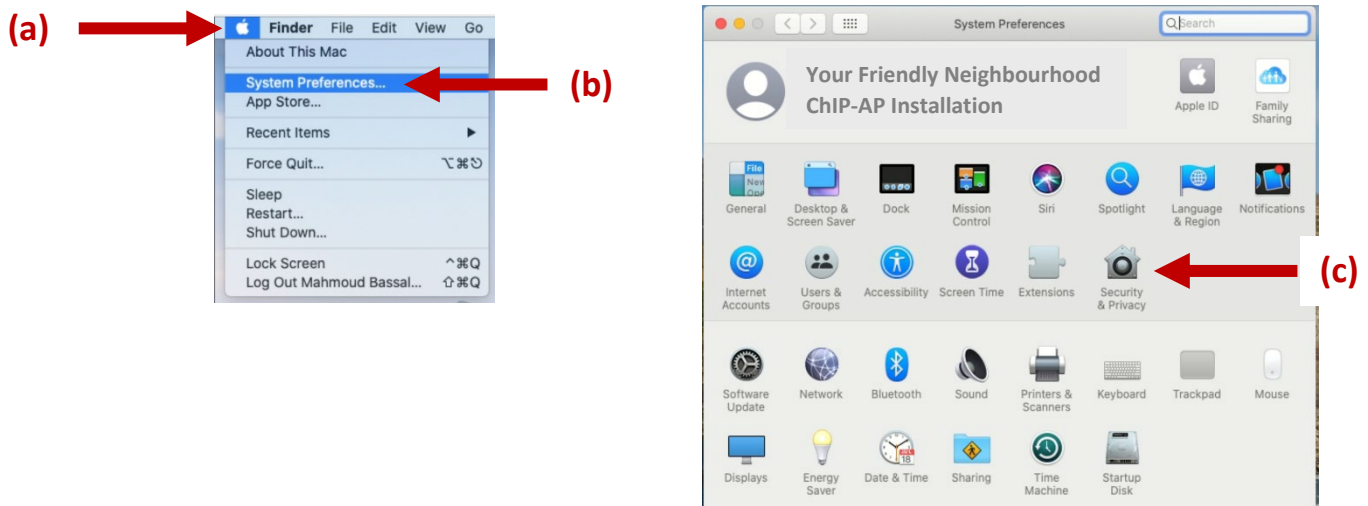 (a)
Finder File Edit View Go
About This Mac
System Preferences...
(b)
App Store...
Recent Items
Force Quit... ⌥⌘⎋
Sleep
Restart...
Shut Down...
Lock Screen ^⌘Q
Log Out Mahmoud Bassal... ⇧⌘Q
System Preferences
Search
Your Friendly Neighbourhood
ChIP-AP Installation
Apple ID
Family
Sharing
File
New
General
Desktop &
Screen Saver
Dock
Mission
Control
Siri
Spotlight
Language
& Region
Notifications
(c)
Internet
Accounts
Users &
Groups
Accessibility
Screen Time
Extensions
Security
& Privacy
Software
Update
Network
Bluetooth
Sound
Printers &
Scanners
Keyboard
Trackpad
Mouse
JUL
18
Displays
Energy
Saver
Date & Time
Sharing
Time
Machine
Startup
Disk